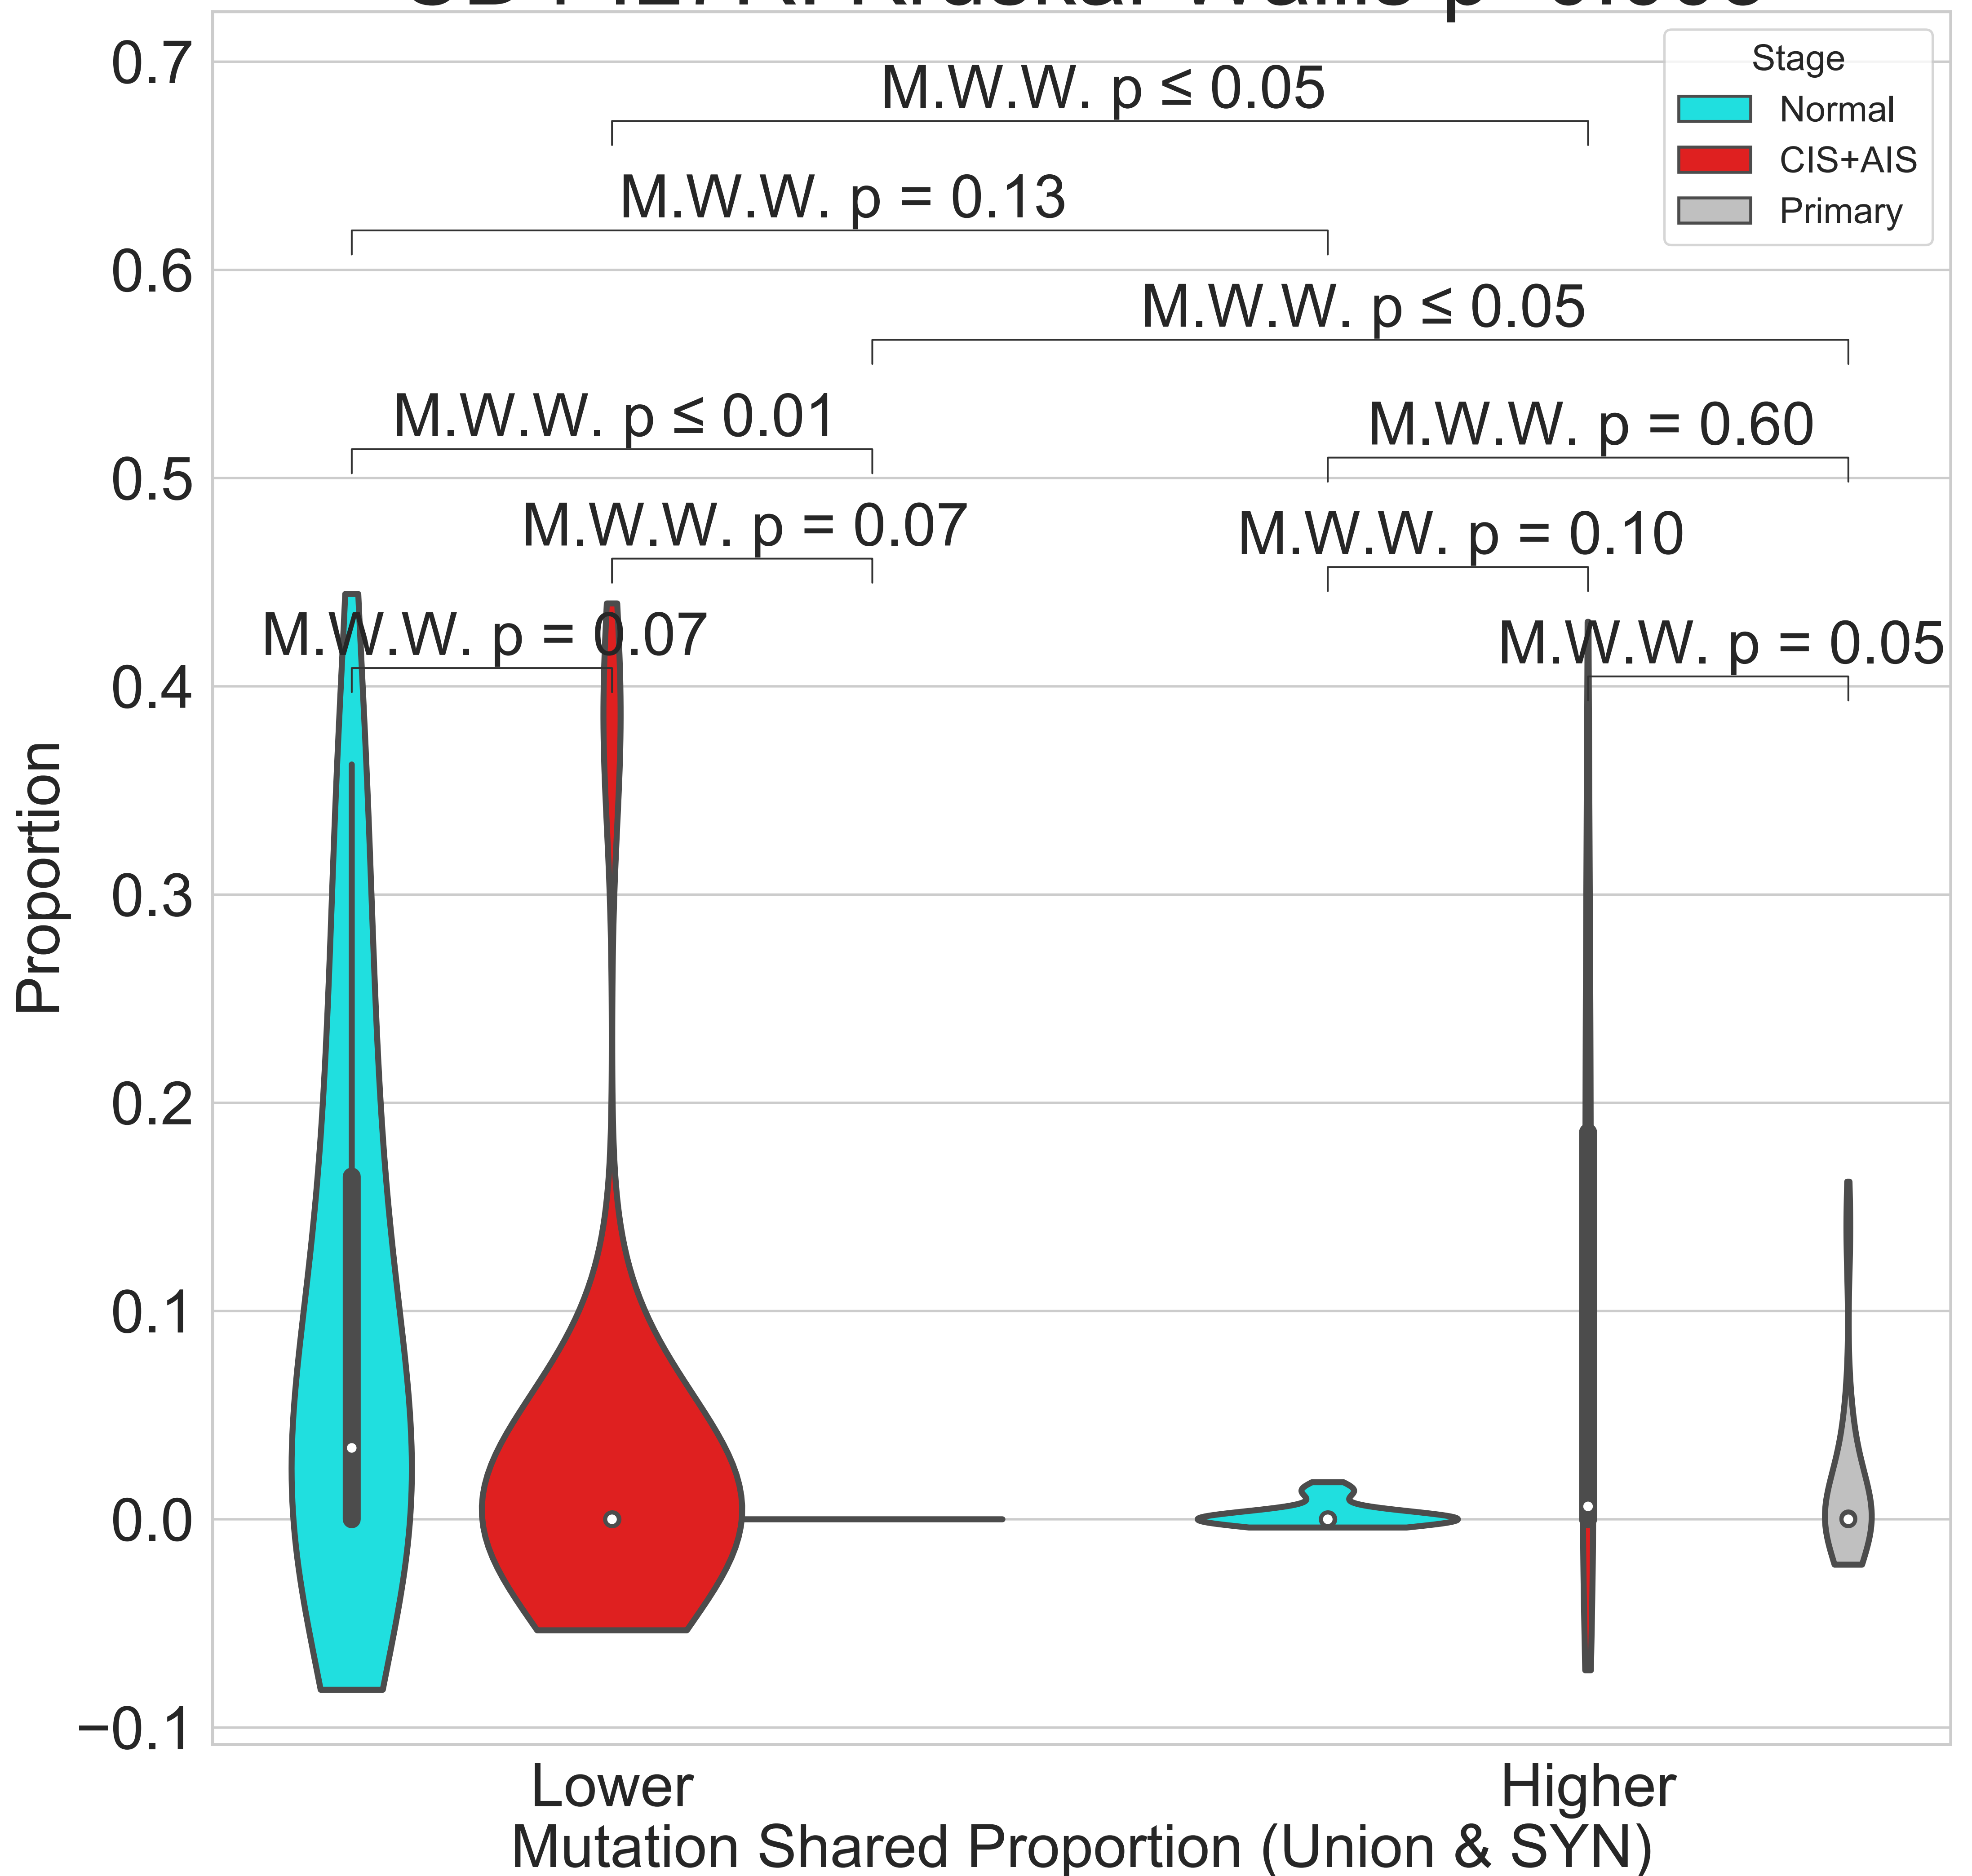 0.7
0.6
0.5
0.4
0.3
0.2
0.1
0.0
−0.1
Proportion
Stage
Normal
CIS+AIS
Primary
M.W.W. p ≤ 0.05
M.W.W. p = 0.13
M.W.W. p ≤ 0.05
M.W.W. p ≤ 0.01
M.W.W. p = 0.60
M.W.W. p = 0.07
M.W.W. p = 0.10
M.W.W. p = 0.07
M.W.W. p = 0.05
Lower
Higher
Mutation Shared Proportion (Union & SYN)